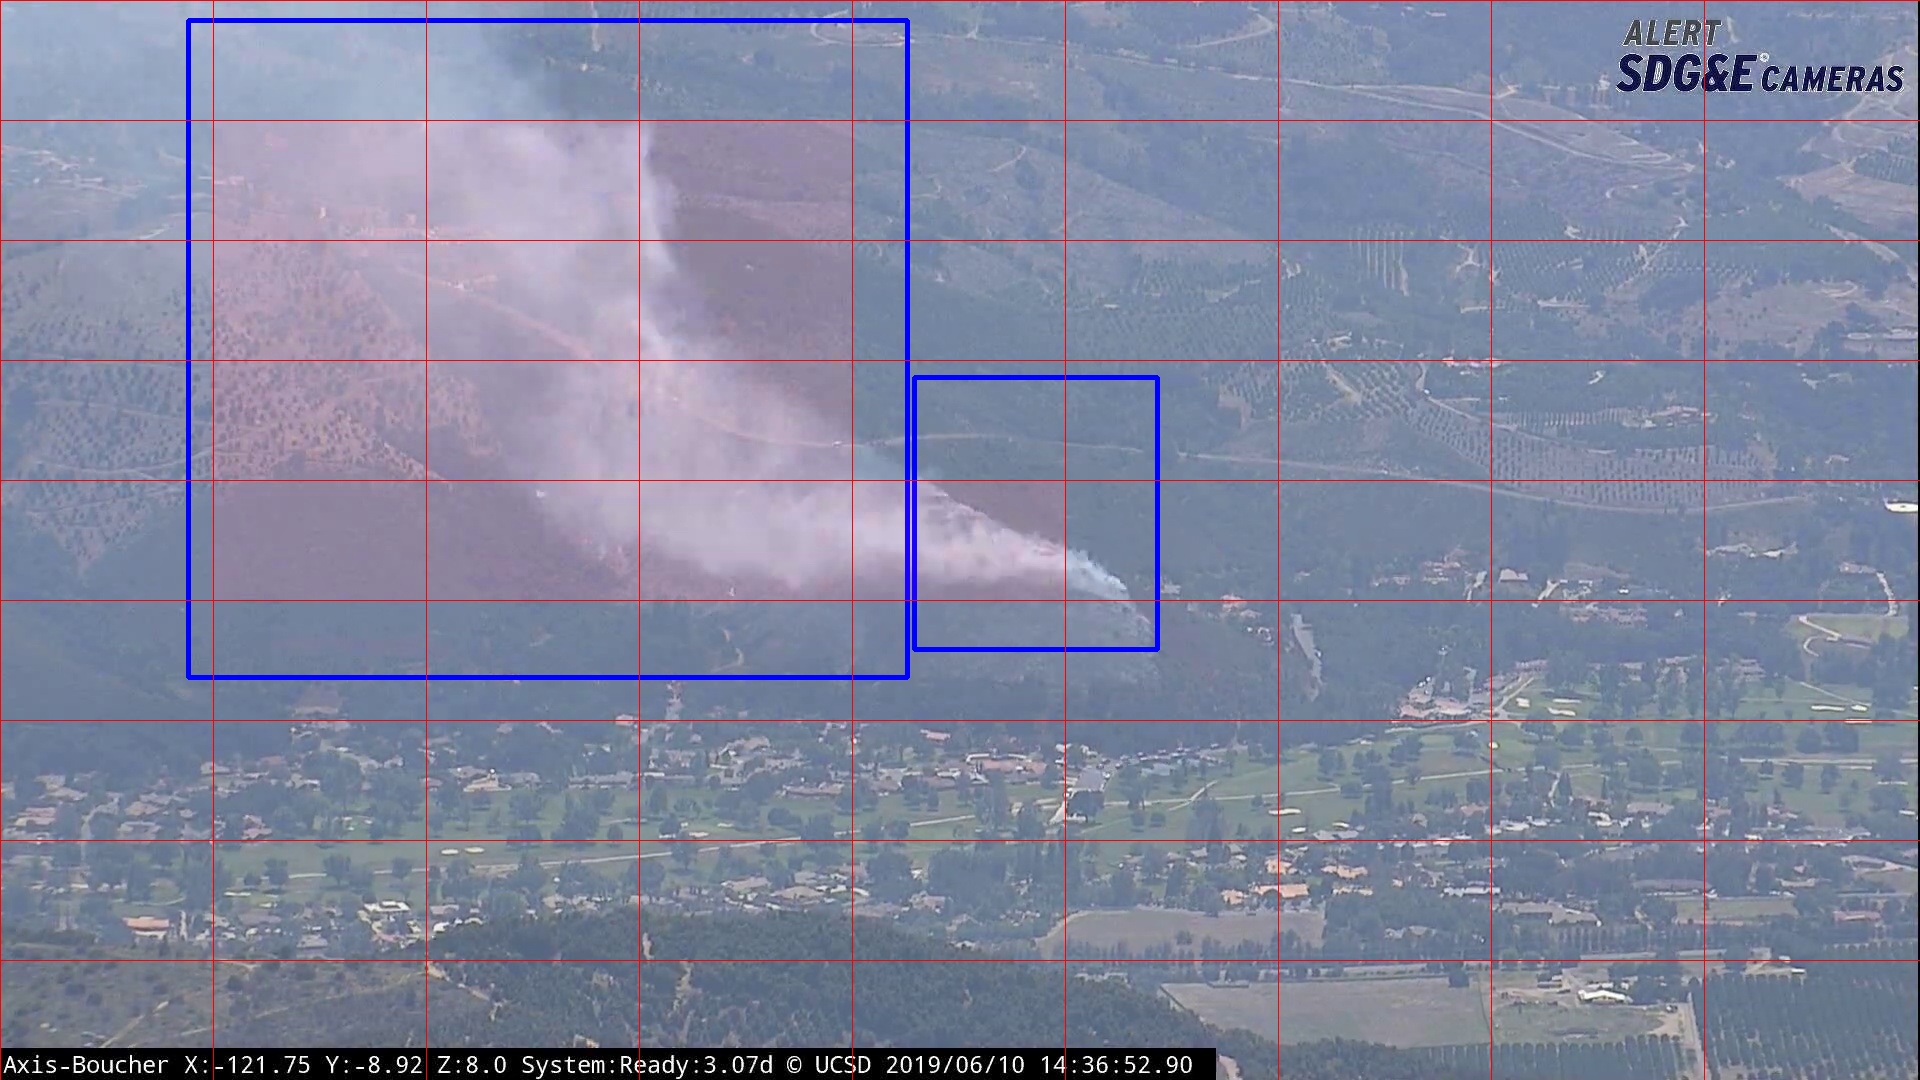 ALERT
SDG&E CAMERAS
Axis-Boucher X:-121.75 Y:-8.92 Z:8.0 System:Ready:3.07d © UCSD 2019/06/10 14:36:52.90